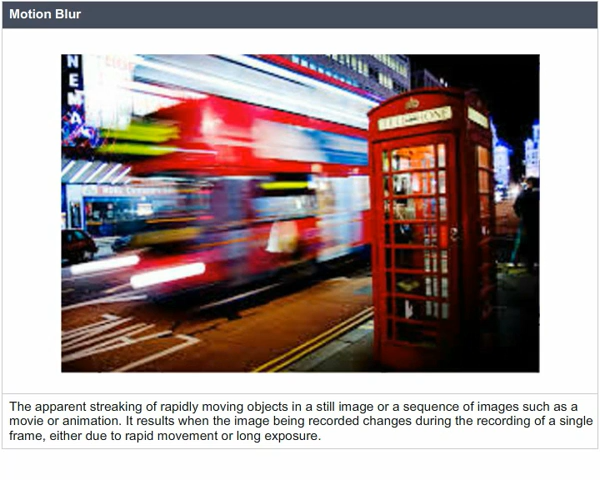 Motion Blur
NEMA
TELEPHONE
The apparent streaking of rapidly moving objects in a still image or a sequence of images such as a
movie or animation. It results when the image being recorded changes during the recording of a single
frame, either due to rapid movement or long exposure.